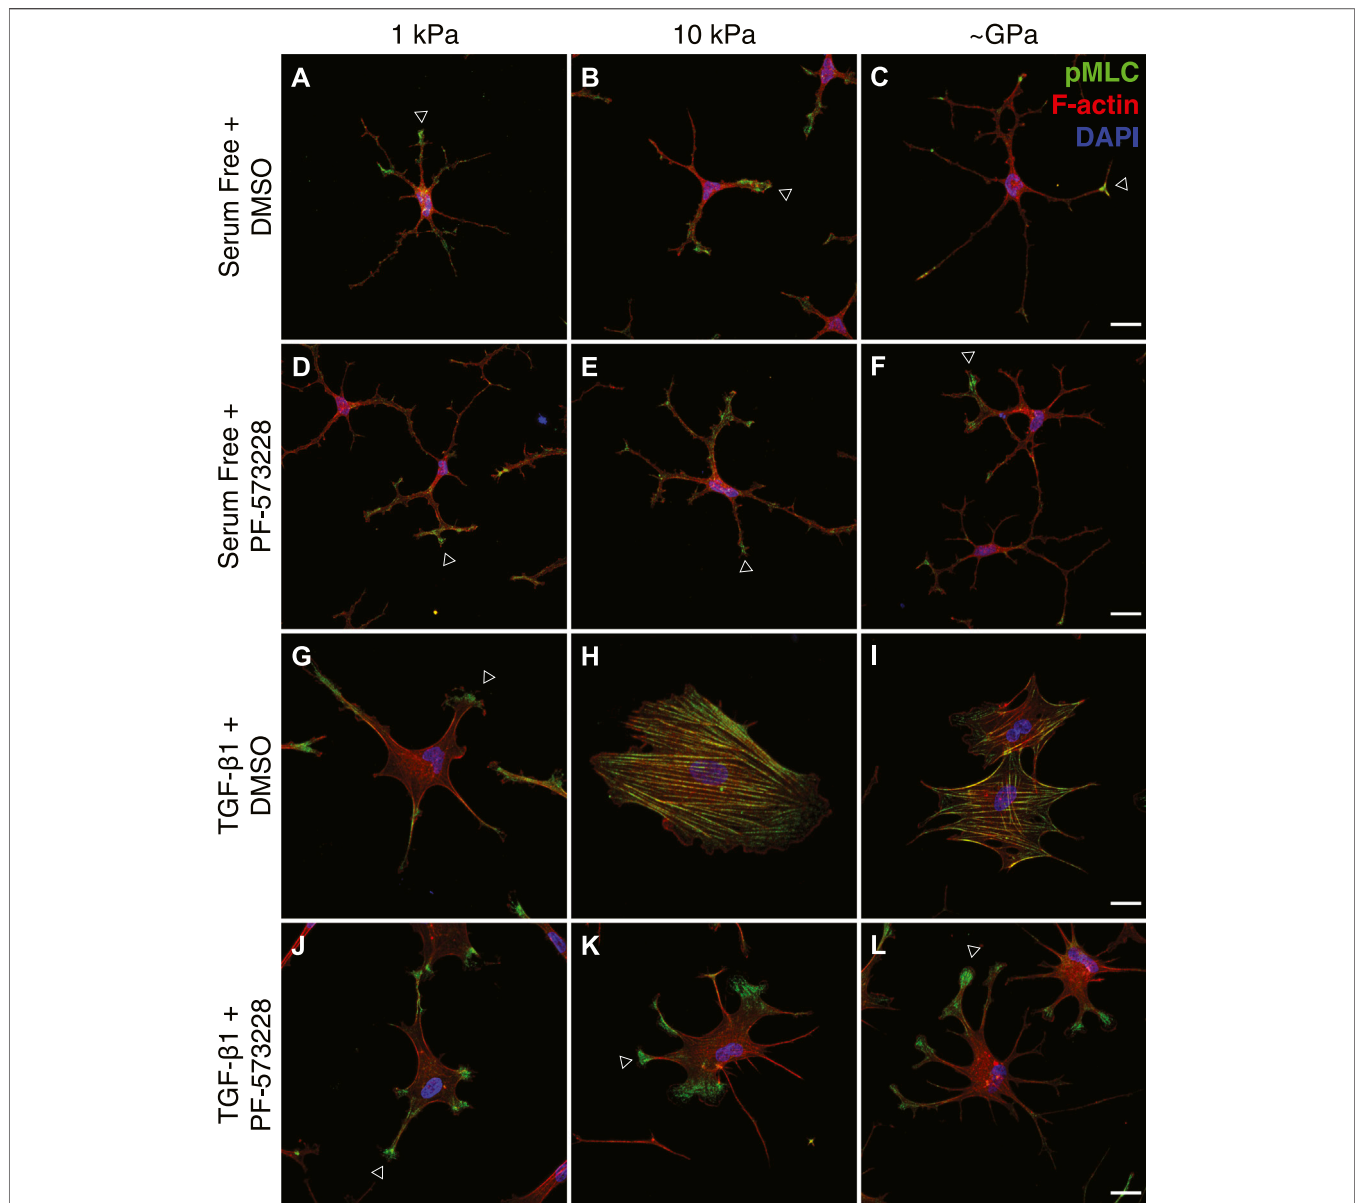 1 kPa
10 kPa
~GPa
Serum Free +
DMSO
A
B
C
pMLC
F-actin
DAPI
Serum Free +
PF-573228
D
E
F
TGF-β1 +
DMSO
G
H
I
TGF-β1 +
PF-573228
J
K
L